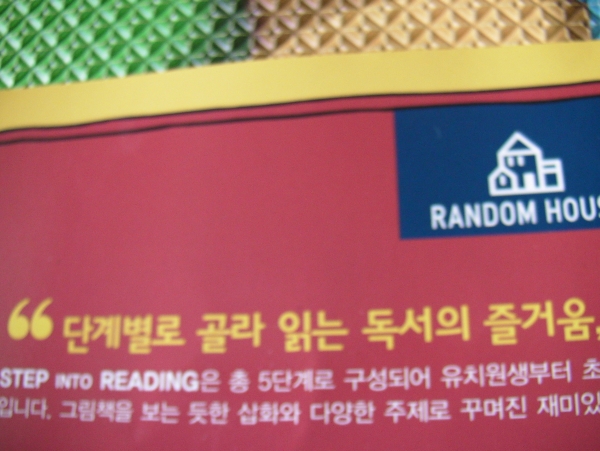 RANDOM HOUS
“단계별로 골라 읽는 독서의 즐거움,
STEP INTO READING은 총 5단계로 구성되어 유치원생부터 초
입니다. 그림책을 보는 듯한 삽화와 다양한 주제로 꾸며진 재미있